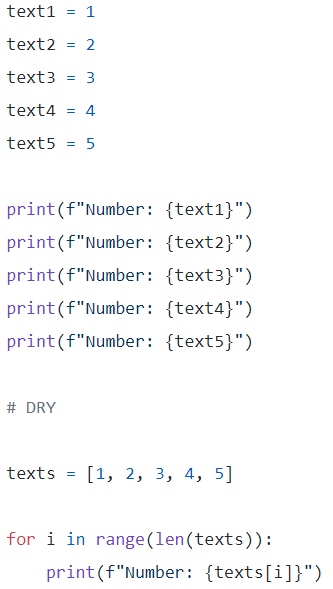 text1 = 1
text2 = 2
text3 = 3
text4 = 4
text5 = 5
print(f"Number: {text1}")
print(f"Number: {text2}")
print(f"Number: {text3}")
print(f"Number: {text4}")
print(f"Number: {text5}")
# DRY
texts = [1, 2, 3, 4, 5]
for i in range(len(texts)):
    print(f"Number: {texts[i]}")